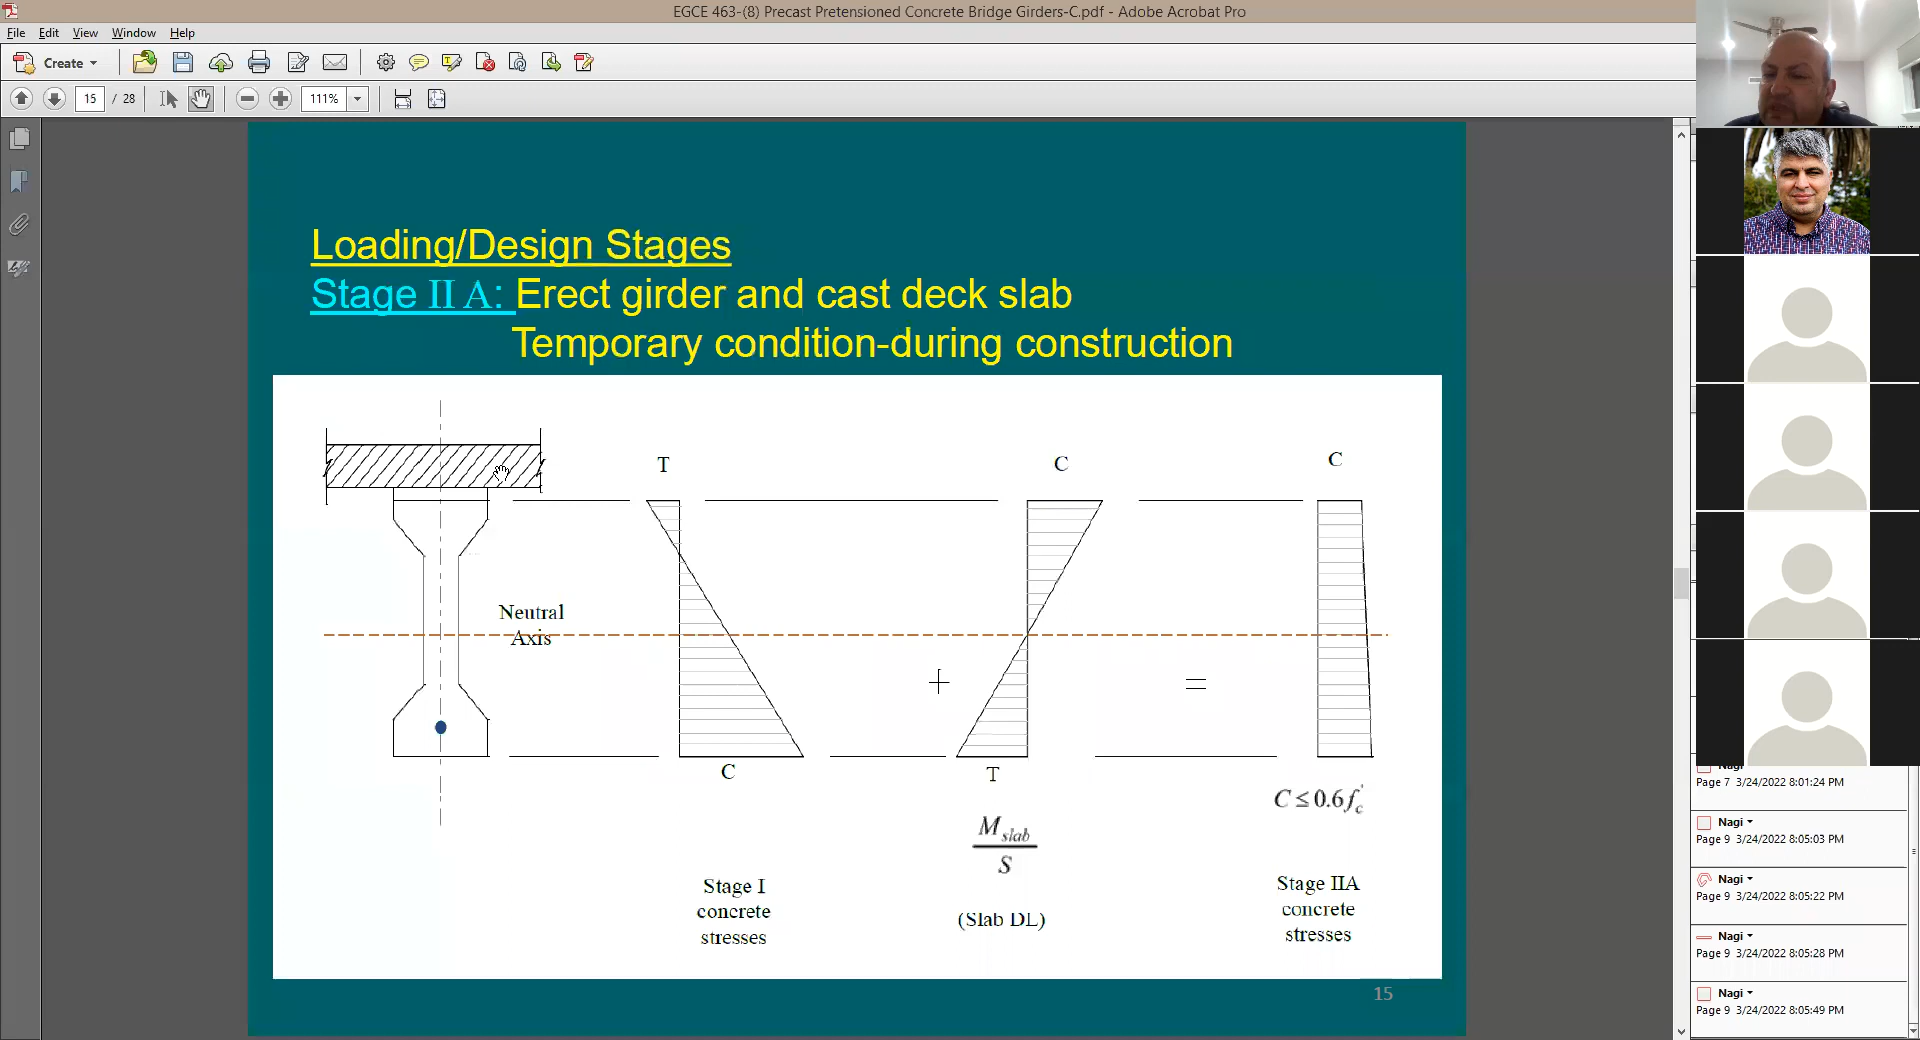 EGCE 463-(8) Precast Pretensioned Concrete Bridge Girders-C.pdf - Adobe Acrobat Pro
File Edit View Window Help
Create
15 / 28 111%
Loading/Design Stages
Stage II A: Erect girder and cast deck slab
Temporary condition-during construction
T C C
Neutral
Axis
+ =
C T
C ≤ 0.6 f'c
M slab
S
Stage I
concrete
stresses
(Slab DL)
Stage IIA
concrete
stresses
15
Page 7 3/24/2022 8:01:24 PM
Nagi
Page 9 3/24/2022 8:05:03 PM
Nagi
Page 9 3/24/2022 8:05:22 PM
Nagi
Page 9 3/24/2022 8:05:28 PM
Nagi
Page 9 3/24/2022 8:05:49 PM